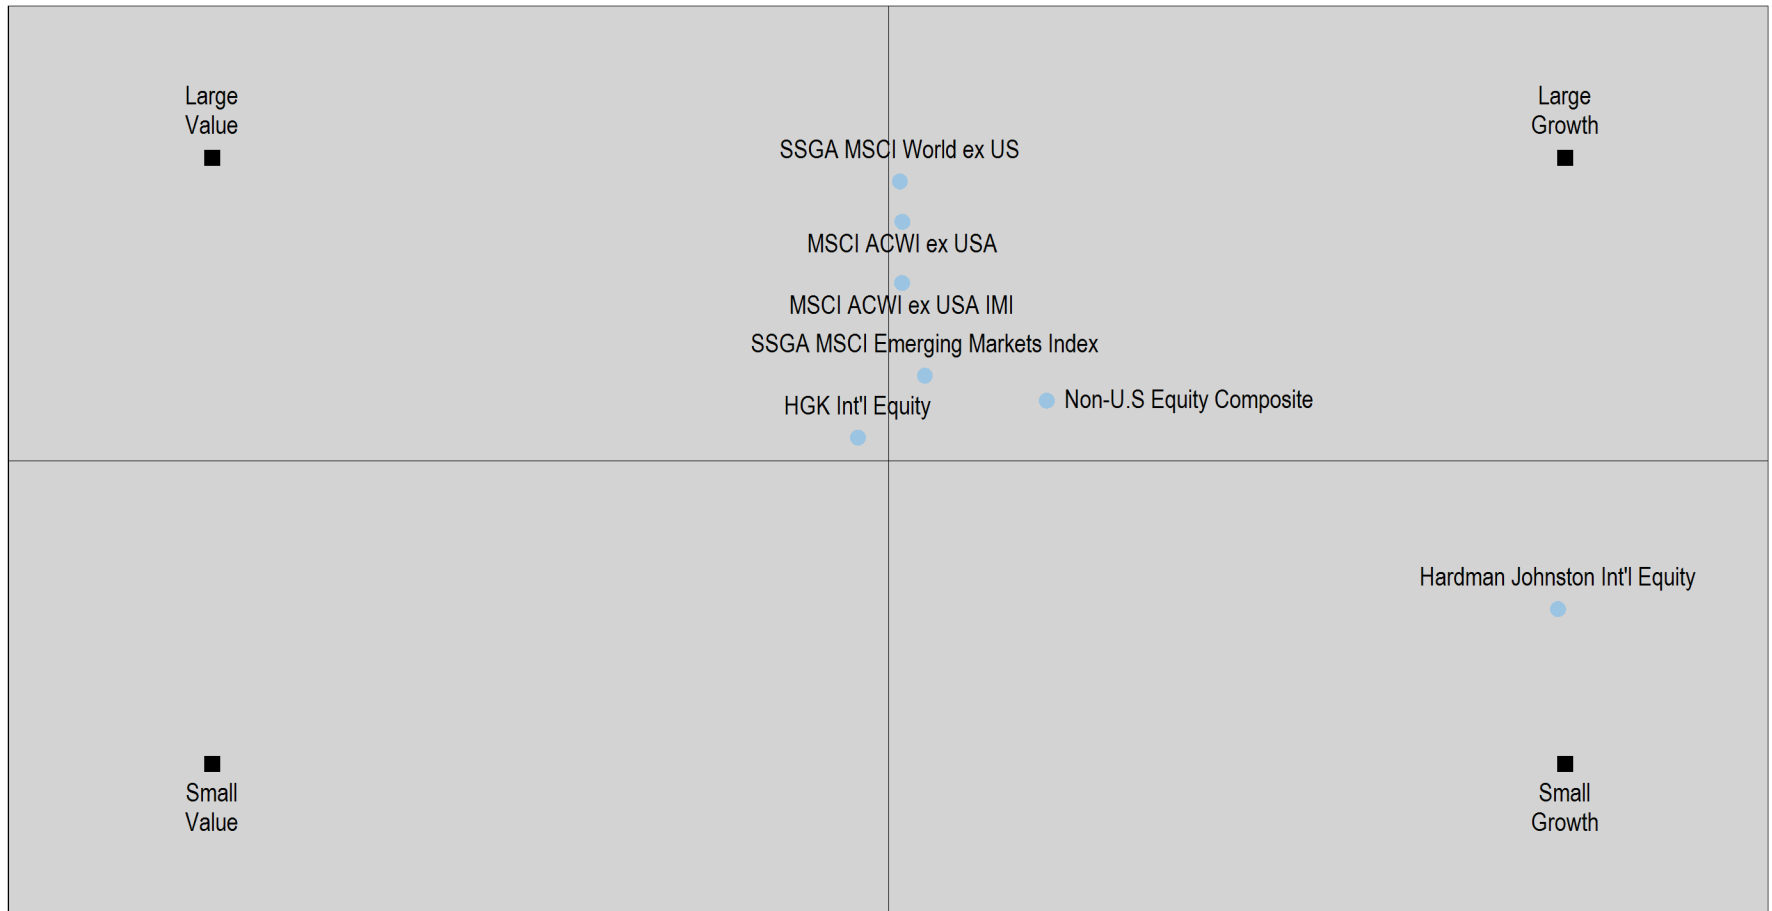 Large
Value
Large
Growth
SSGA MSCI World ex US
MSCI ACWI ex USA
MSCI ACWI ex USA IMI
SSGA MSCI Emerging Markets Index
HGK Int'l Equity
Non-U.S Equity Composite
Hardman Johnston Int'l Equity
Small
Value
Small
Growth